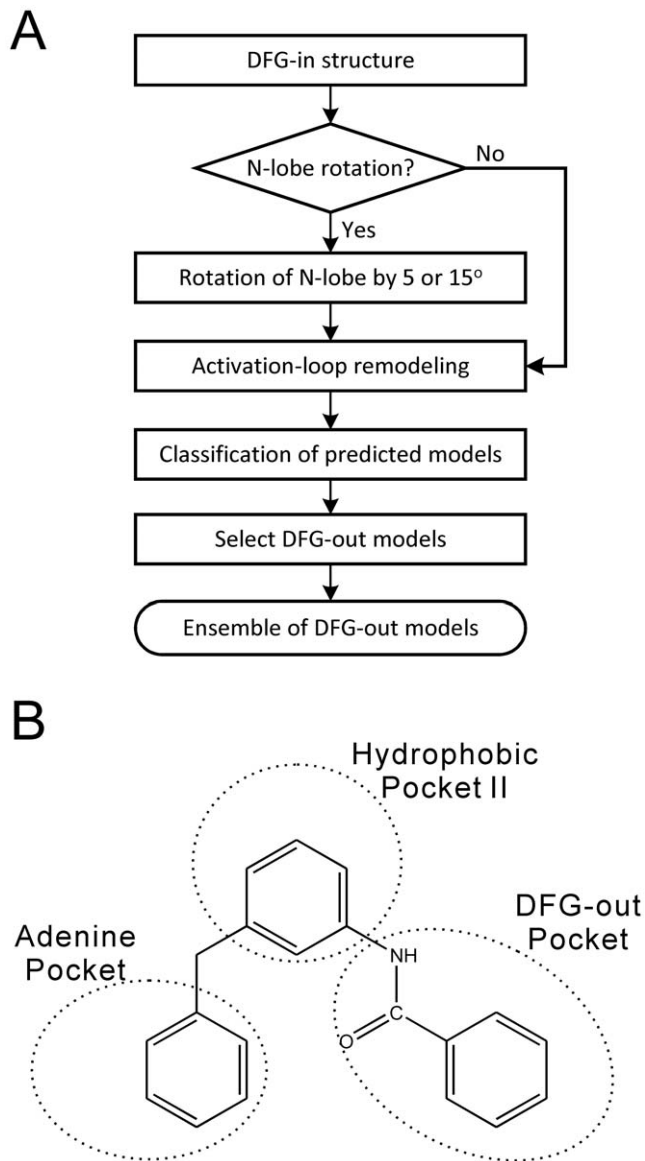 A
DFG-in structure
N-lobe rotation?
No
Yes
Rotation of N-lobe by 5 or 15º
Activation-loop remodeling
Classification of predicted models
Select DFG-out models
Ensemble of DFG-out models
B
Hydrophobic
Pocket II
DFG-out
Pocket
Adenine
Pocket
NH
C
O